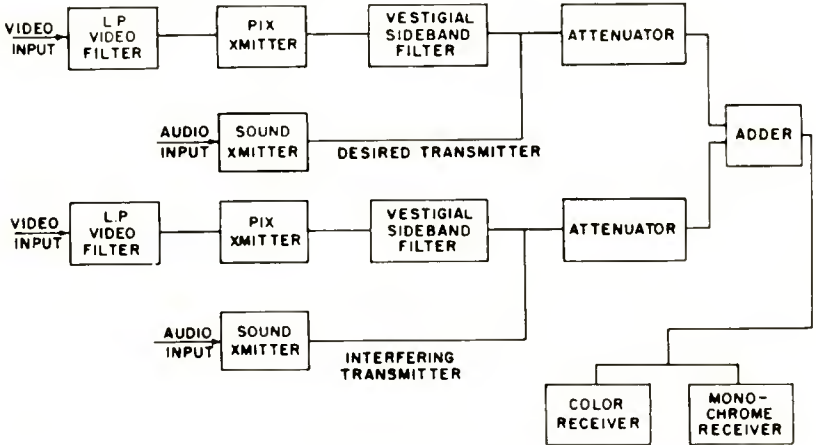 VIDEO
INPUT
L P
VIDEO
FILTER
PIX
XMITTER
VESTIGIAL
SIDEBAND
FILTER
ATTENUATOR
AUDIO
INPUT
SOUND
XMITTER
DESIRED TRANSMITTER
ADDER
VIDEO
INPUT
L.P
VIDEO
FILTER
PIX
XMITTER
VESTIGIAL
SIDEBAND
FILTER
ATTENUATOR
AUDIO
INPUT
SOUND
XMITTER
INTERFERING
TRANSMITTER
COLOR
RECEIVER
MONO-
CHROME
RECEIVER